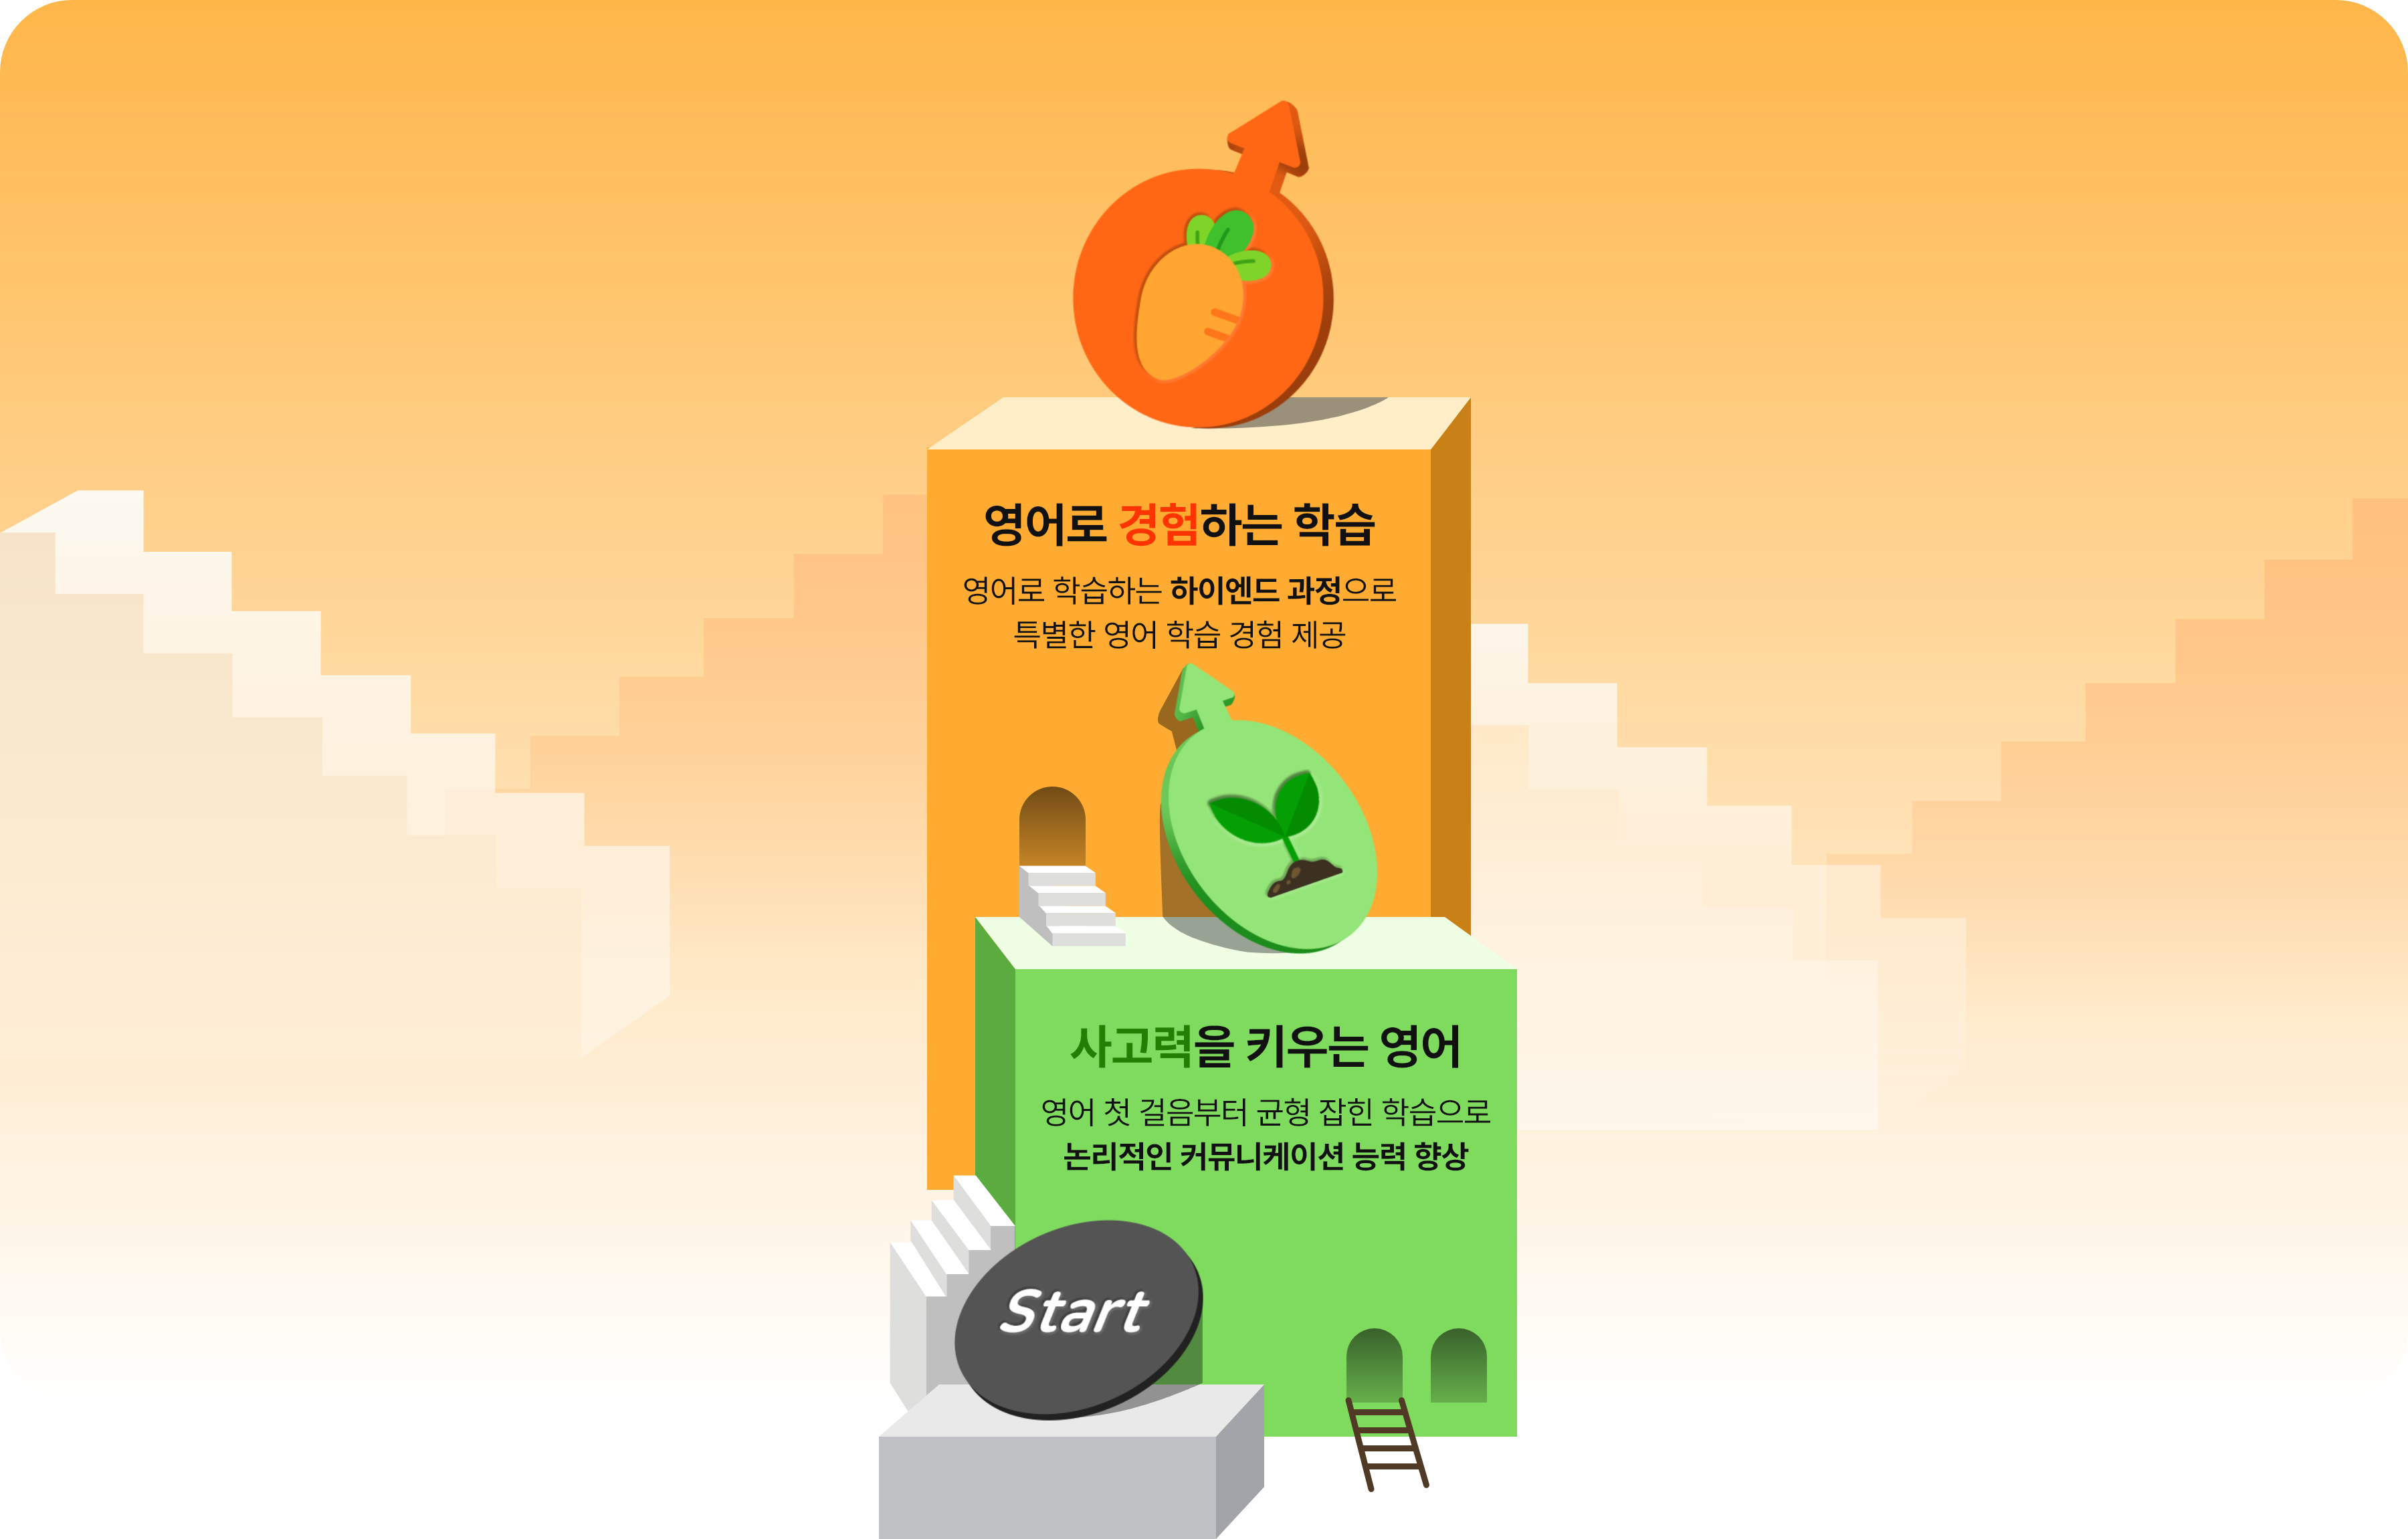 영어로 경험하는 학습
영어로 학습하는 하이엔드 과정으로
특별한 영어 학습 경험 제공
사고력을 키우는 영어
영어 첫 걸음부터 균형 잡힌 학습으로
논리적인 커뮤니케이션 능력 향상
Start